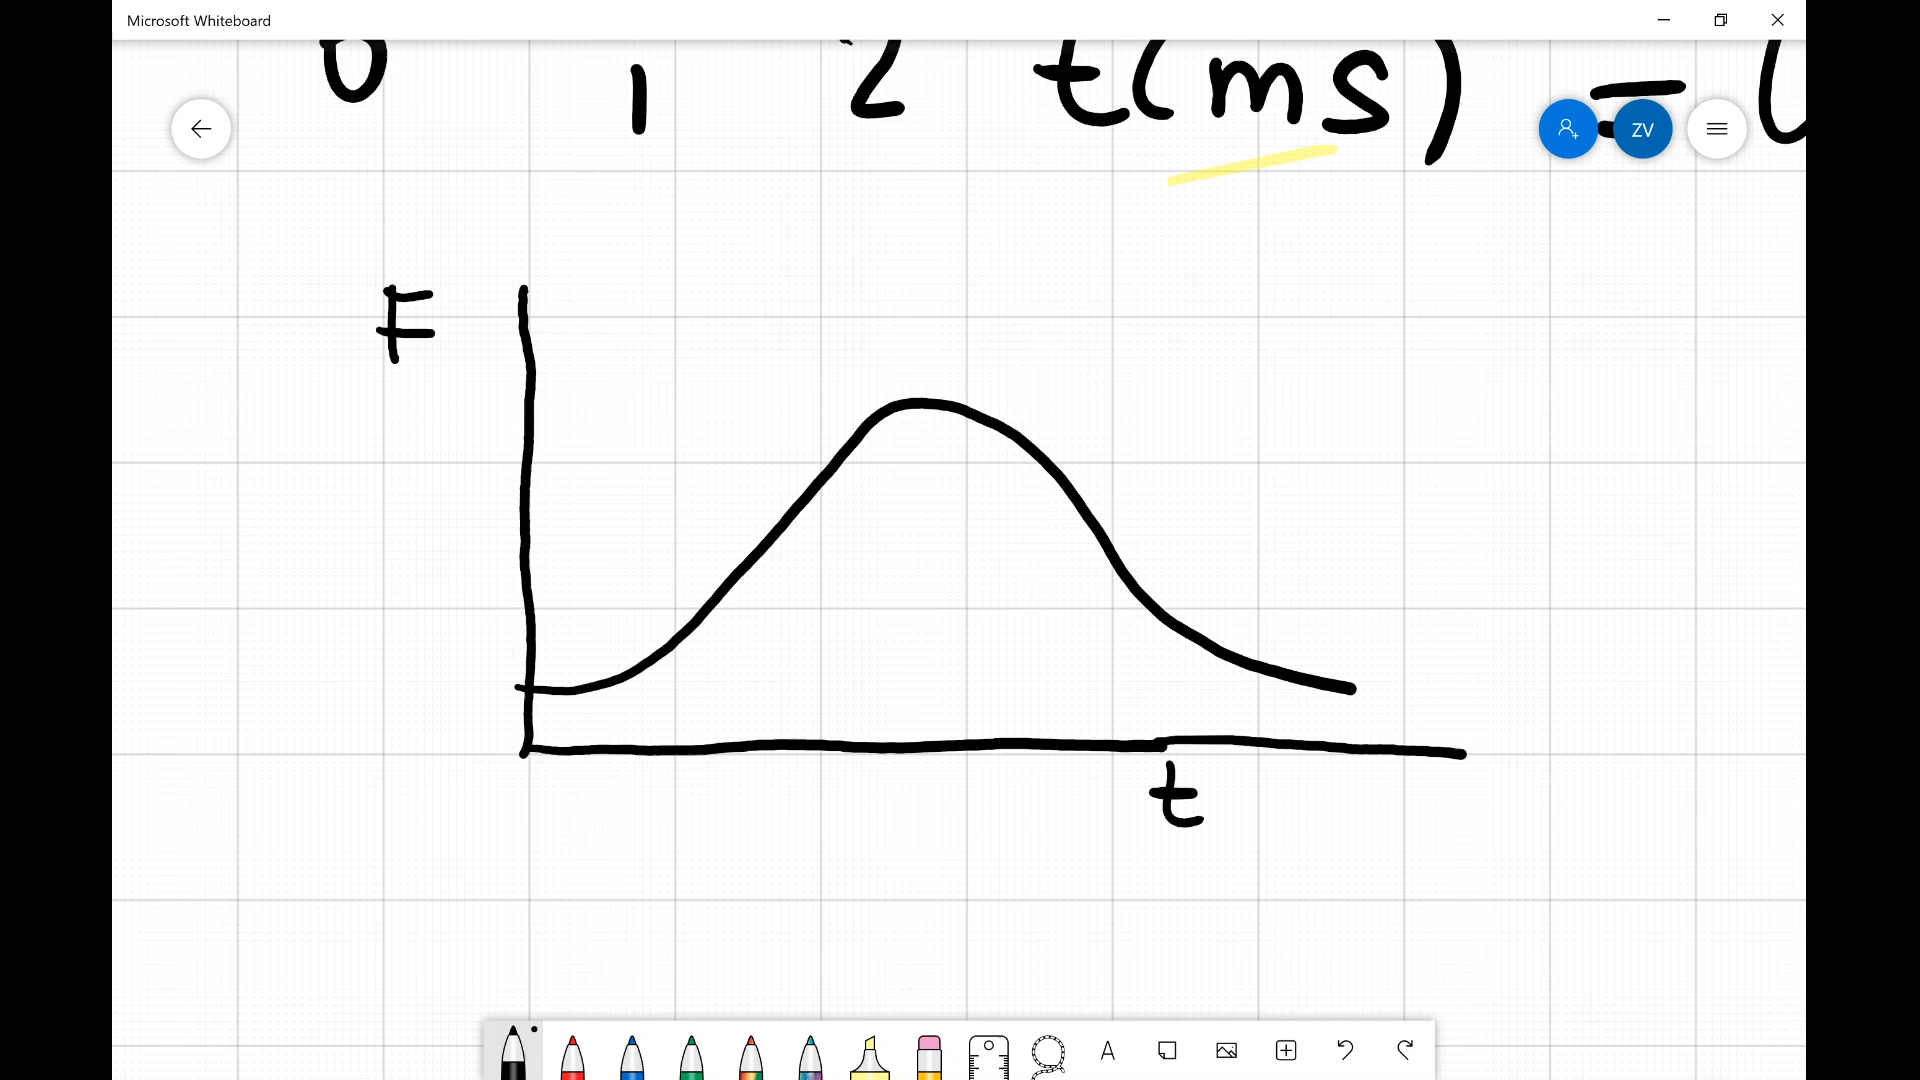 Microsoft Whiteboard
0 1 2 t(ms) =
ZV
F
t
A